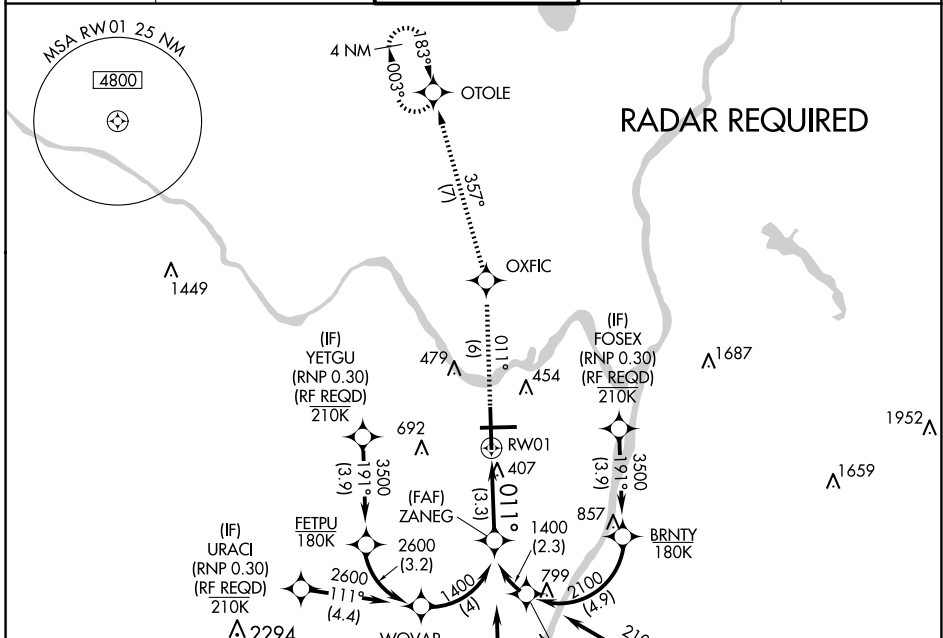 MSA RW01 25 NM
4800
4 NM
183°
003°
OTOLE
RADAR REQUIRED
357°
(7)
OXFIC
1449
(IF)
YETGU
(RNP 0.30)
(RF REQD)
210K
479
011°
(6)
454
(IF)
FOSEX
(RNP 0.30)
(RF REQD)
210K
1687
1952
692
RW01
407
1659
3500
191°
(3.9)
(FAF)
ZANEG
011°
(3.3)
3500
191°
(3.9)
857
BRNTY
180K
FETPU
180K
2600
(3.2)
1400
(2.3)
(IF)
URACI
(RNP 0.30)
(RF REQD)
210K
2600
111°
(4.4)
1400
(4)
799
2100
(4.9)
2294